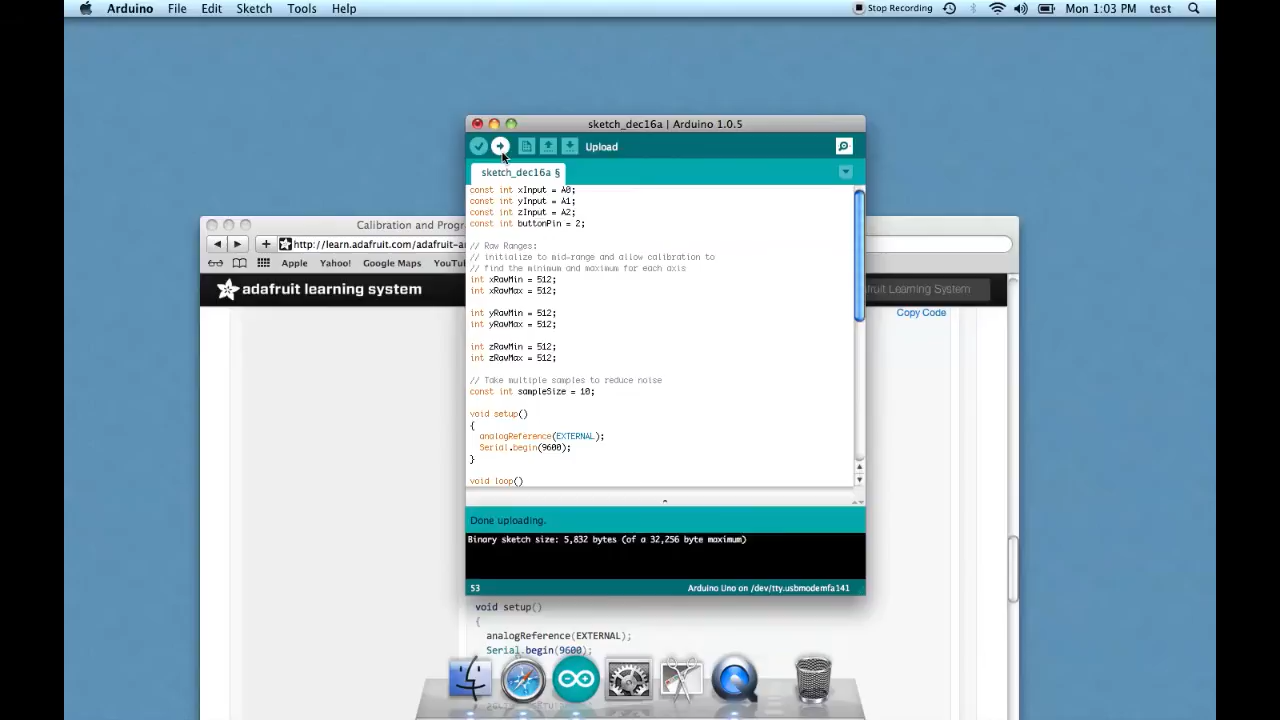 Arduino File Edit Sketch Tools Help Stop Recording Mon 1:03 PM test
sketch_dec16a | Arduino 1.0.5
Upload
sketch_dec16a §
const int xInput = A0;
const int yInput = A1;
const int zInput = A2;
const int buttonPin = 2;
// Raw Ranges:
// initialize to mid-range and allow calibration to
// find the minimum and maximum for each axis
int xRawMin = 512;
int xRawMax = 512;
int yRawMin = 512;
int yRawMax = 512;
int zRawMin = 512;
int zRawMax = 512;
// Take multiple samples to reduce noise
const int sampleSize = 10;
void setup()
{
analogReference(EXTERNAL);
Serial.begin(9600);
}
void loop()
Done uploading.
Binary sketch size: 5,832 bytes (of a 32,256 byte maximum)
53 Arduino Uno on /dev/tty.usbmodemfa141
Calibration and Prog
http://learn.adafruit.com/adafruit-a
Apple Yahoo! Google Maps YouTu
adafruit learning system
fruit Learning System
Copy Code
void setup()
{
analogReference(EXTERNAL);
Serial.begin(9600);